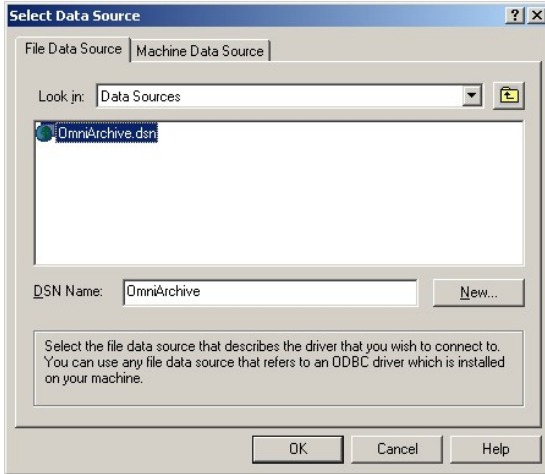 Select Data Source
File Data Source Machine Data Source
Look in: Data Sources
OmniArchive.dsn
DSN Name: OmniArchive New...
Select the file data source that describes the driver that you wish to connect to.
You can use any file data source that refers to an ODBC driver which is installed
on your machine.
OK Cancel Help